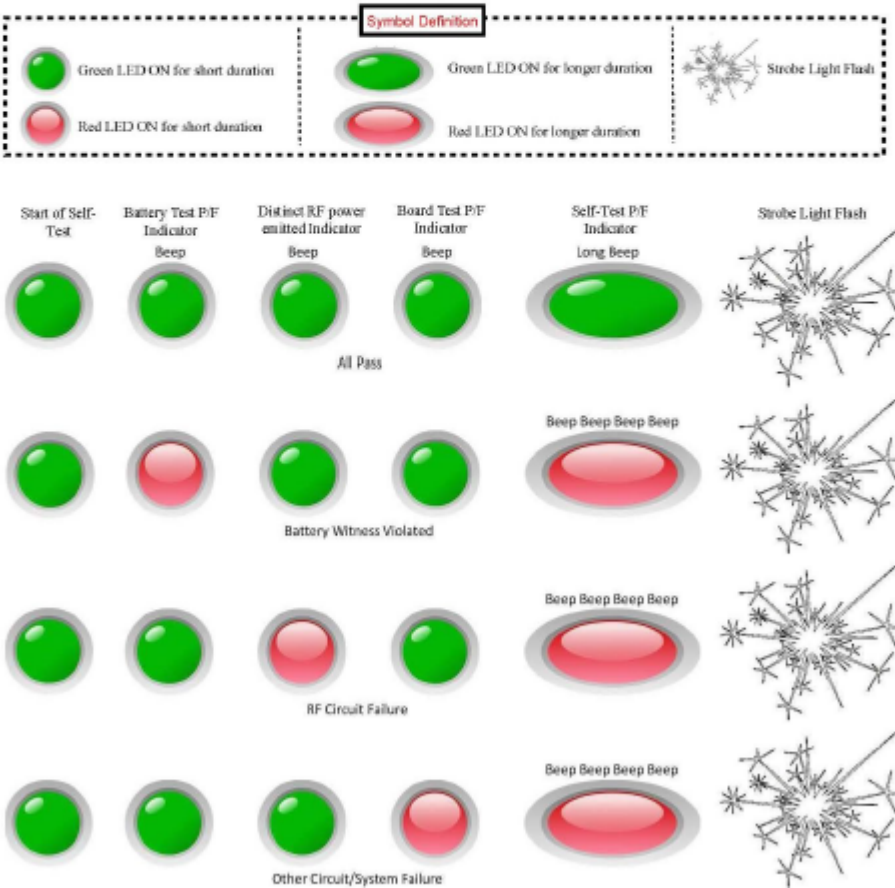 Symbol Definition
Green LED ON for short duration
Green LED ON for longer duration
Strobe Light Flash
Red LED ON for short duration
Red LED ON for longer duration
Start of Self-
Test
Battery Test P/F
Indicator
Distinct RF power
emitted Indicator
Board Test P/F
Indicator
Self-Test P/F
Indicator
Strobe Light Flash
Beep
Beep
Beep
Long Beep
All Pass
Beep Beep Beep Beep
Battery Witness Violated
Beep Beep Beep Beep
RF Circuit Failure
Beep Beep Beep Beep
Other Circuit/System Failure